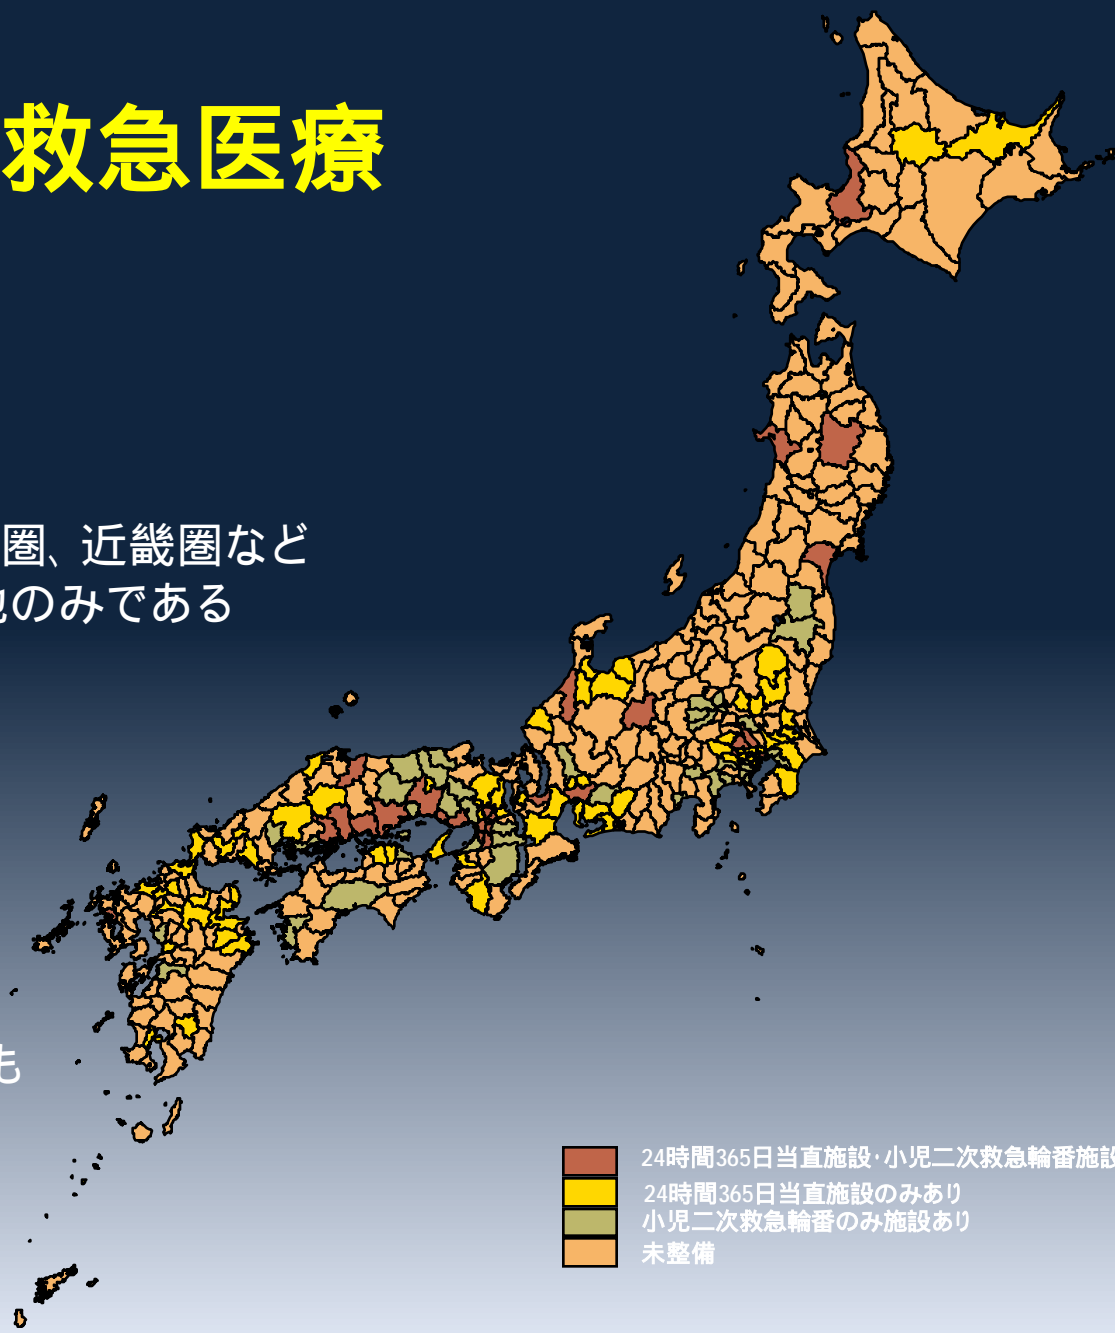 救急医療
圏、近畿圏など
地のみである
も
24時間365日当直施設・小児二次救急輪番施設
24時間365日当直施設のみあり
小児二次救急輪番のみ施設あり
未整備